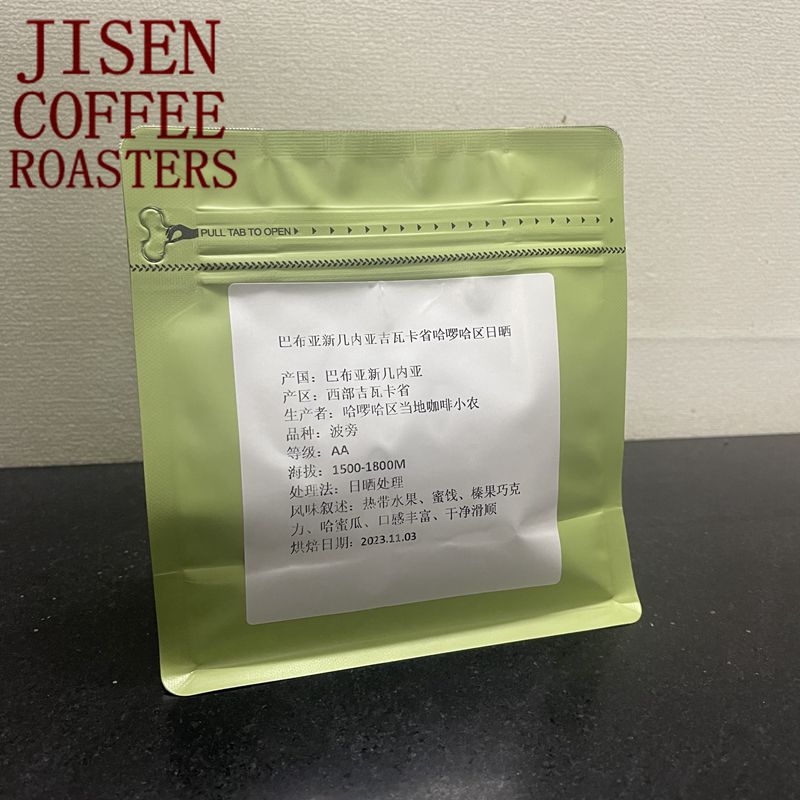 JISEN
COFFEE
ROASTERS
PULL TAB TO OPEN
巴布亚新几内亚吉瓦卡省哈啰哈区日晒
产国：巴布亚新几内亚
产区：西部吉瓦卡省
生产者：哈啰哈区当地咖啡小农
品种：波旁
等级：AA
海拔：1500-1800M
处理法：日晒处理
风味叙述：热带水果、蜜饯、榛果巧克
力、哈蜜瓜、口感丰富、干净滑顺
烘焙日期：2023.11.03